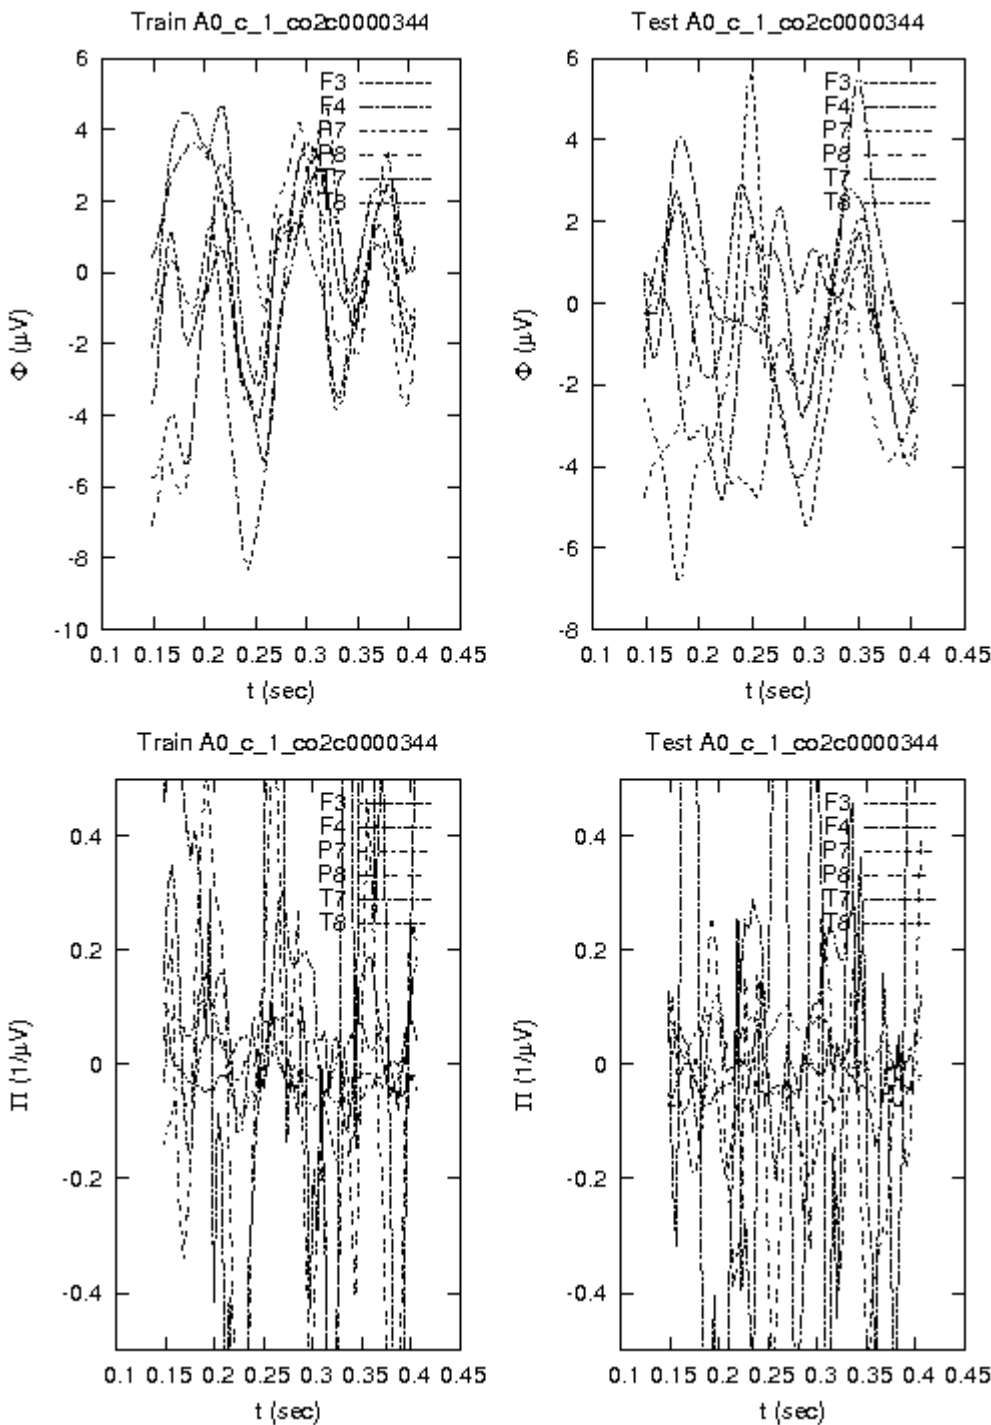 Train A0_c_1_co2c0000344
6
4
2
0
-2
-4
-6
-8
-10
Φ (μV)
F3
F4
P7
P8
T7
T8
0.1 0.15 0.2 0.25 0.3 0.35 0.4 0.45
t (sec)
Test A0_c_1_co2c0000344
6
4
2
0
-2
-4
-6
-8
Φ (μV)
F3
F4
P7
P8
T7
T8
0.1 0.15 0.2 0.25 0.3 0.35 0.4 0.45
t (sec)
Train A0_c_1_co2c0000344
0.4
0.2
0
-0.2
-0.4
Π (1/μV)
F3
F4
P7
P8
T7
T8
0.1 0.15 0.2 0.25 0.3 0.35 0.4 0.45
t (sec)
Test A0_c_1_co2c0000344
0.4
0.2
0
-0.2
-0.4
Π (1/μV)
F3
F4
P7
P8
T7
T8
0.1 0.15 0.2 0.25 0.3 0.35 0.4 0.45
t (sec)